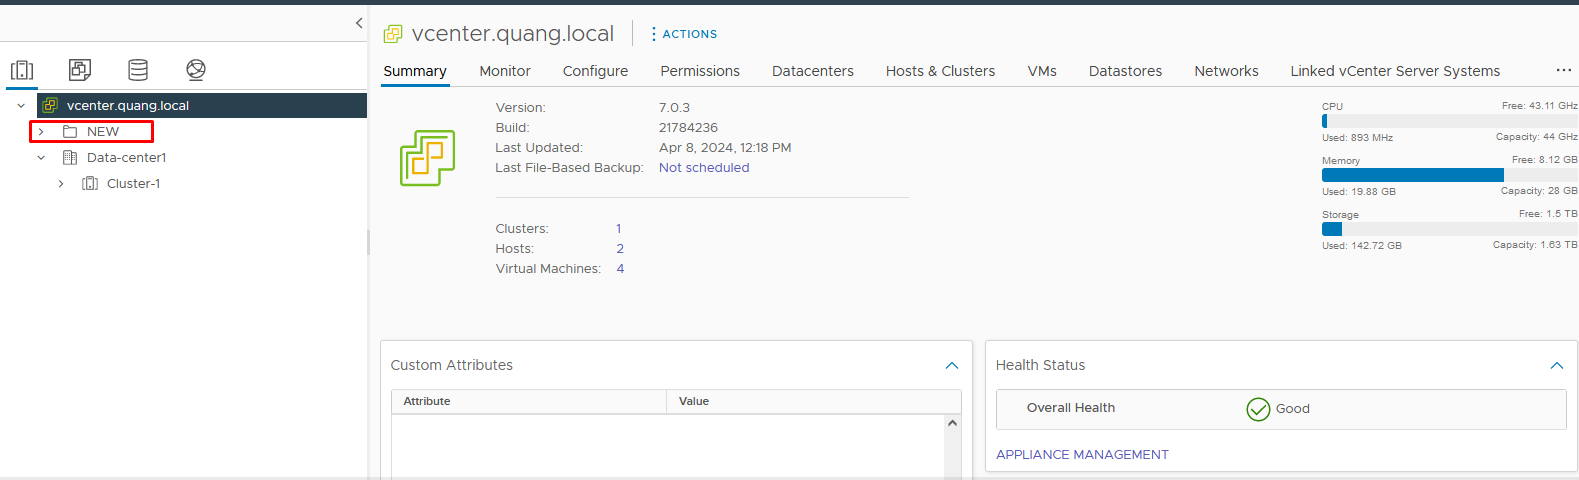 vcenter.quang.local
ACTIONS
Summary Monitor Configure Permissions Datacenters Hosts & Clusters VMs Datastores Networks Linked vCenter Server Systems ...
vcenter.quang.local
NEW
Data-center1
Cluster-1
Version: 7.0.3
Build: 21784236
Last Updated: Apr 8, 2024, 12:18 PM
Last File-Based Backup: Not scheduled
Clusters: 1
Hosts: 2
Virtual Machines: 4
CPU Free: 43.11 GHz
Used: 893 MHz Capacity: 44 GHz
Memory Free: 8.12 GB
Used: 19.88 GB Capacity: 28 GB
Storage Free: 1.5 TB
Used: 142.72 GB Capacity: 1.63 TB
Custom Attributes
Attribute Value
Health Status
Overall Health Good
APPLIANCE MANAGEMENT